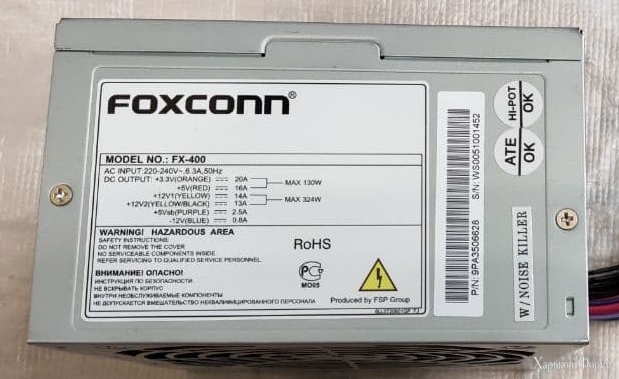 FOXCONN®
MODEL NO.: FX-400
AC INPUT:220-240V~,6.3A,50Hz
DC OUTPUT: +3.3V(ORANGE) 20A
+5V(RED) 16A
MAX 130W
+12V1(YELLOW) 14A
+12V2(YELLOW/BLACK) 13A
MAX 324W
+5Vsb(PURPLE) 2.5A
-12V(BLUE) 0.8A
WARNING! HAZARDOUS AREA
SAFETY INSTRUCTIONS:
DO NOT REMOVE THE COVER
NO SERVICEABLE COMPONENTS INSIDE
REFER SERVICING TO QUALIFIED SERVICE PERSONNEL
ВНИМАНИЕ! ОПАСНО!
ИНСТРУКЦИЯ ПО БЕЗОПАСНОСТИ:
НЕ ВСКРЫВАТЬ КОРПУС
ВНУТРИ НЕОБСЛУЖИВАЕМЫЕ КОМПОНЕНТЫ
НЕ ДОПУСКАЕТСЯ ВМЕШАТЕЛЬСТВО НЕКВАЛИФИЦИРОВАННОГО ПЕРСОНАЛА
RoHS
МО05
Produced by FSP Group
P/N: 9PA3506628
S/N: WS0051001452
HI-POT
OK
ATE
OK
W/NOISE KILLER
Харьков Форум